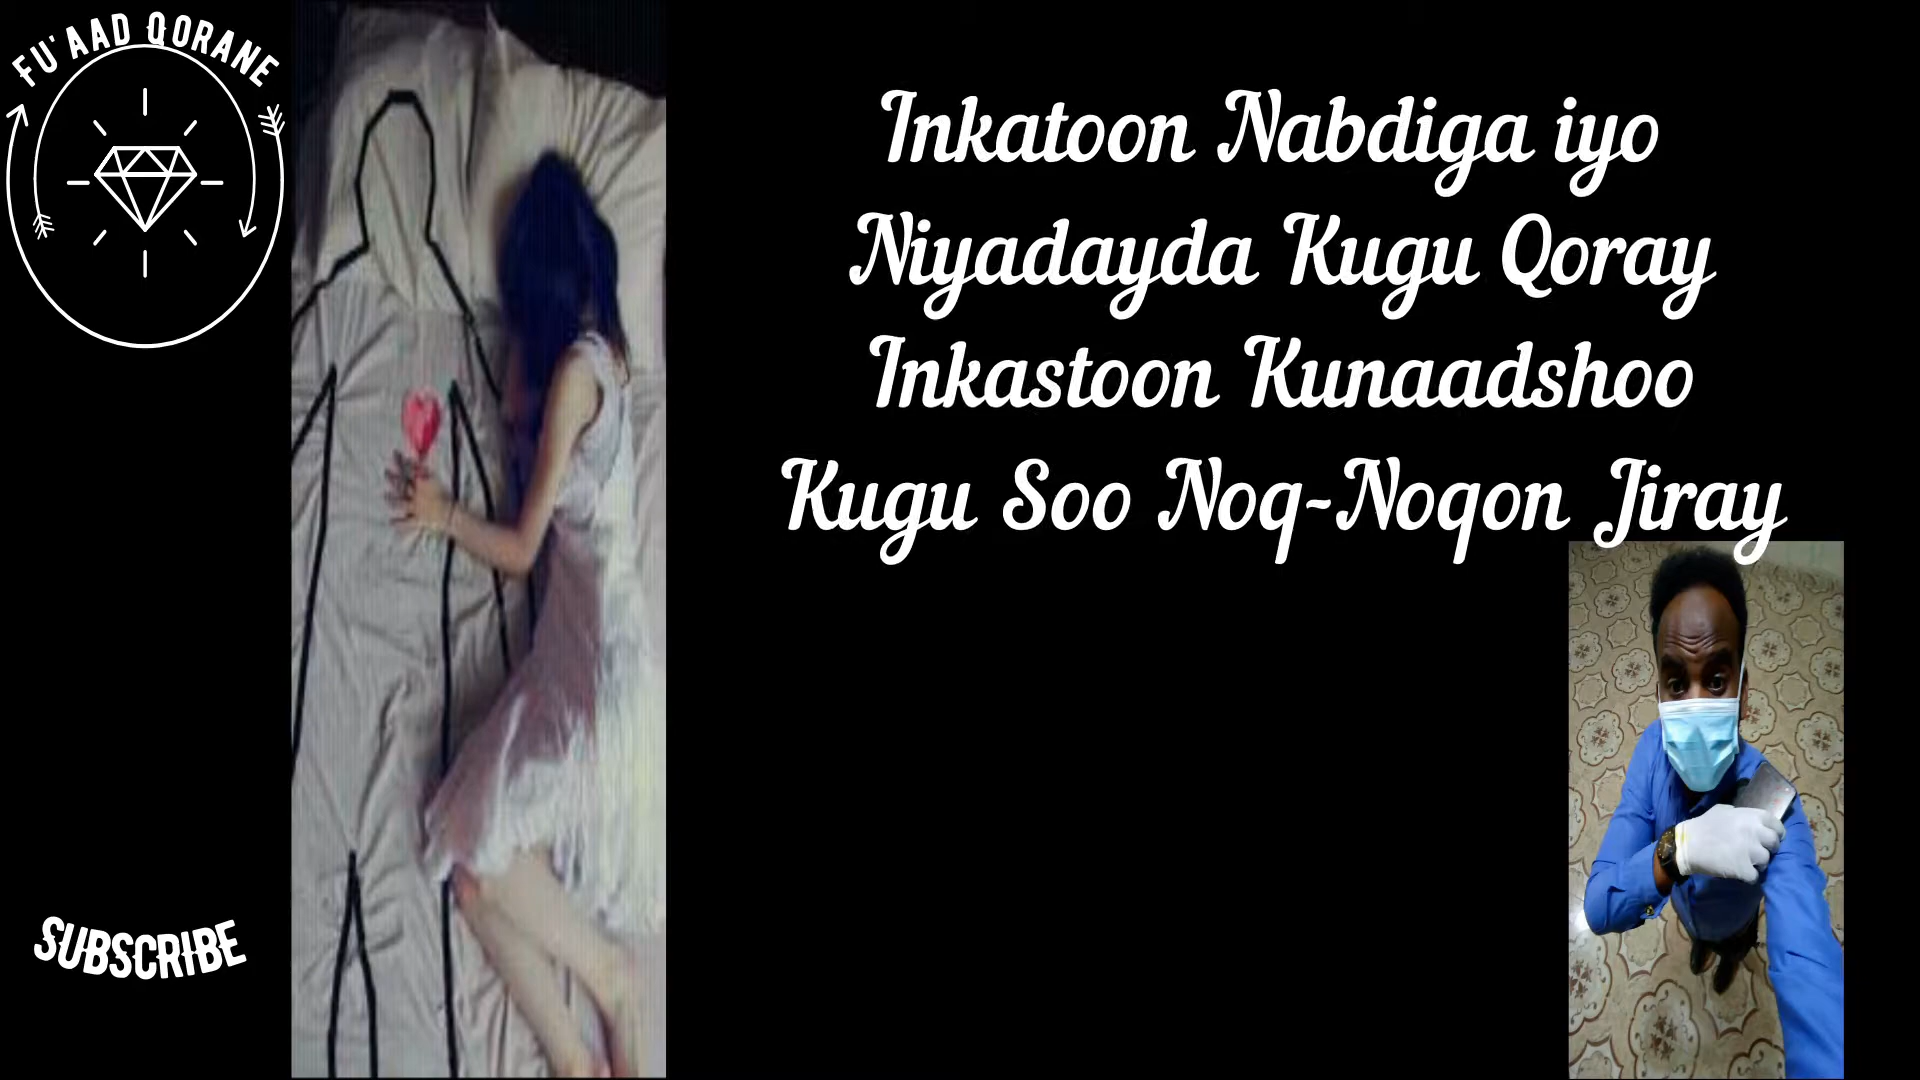 FU'AAD QORANE
Inkatoon Nabdiga iyo
Niyadayda Kugu Qoray
Inkastoon Kunaadshoo
Kugu Soo Noq-Noqon Jiray
SUBSCRIBE